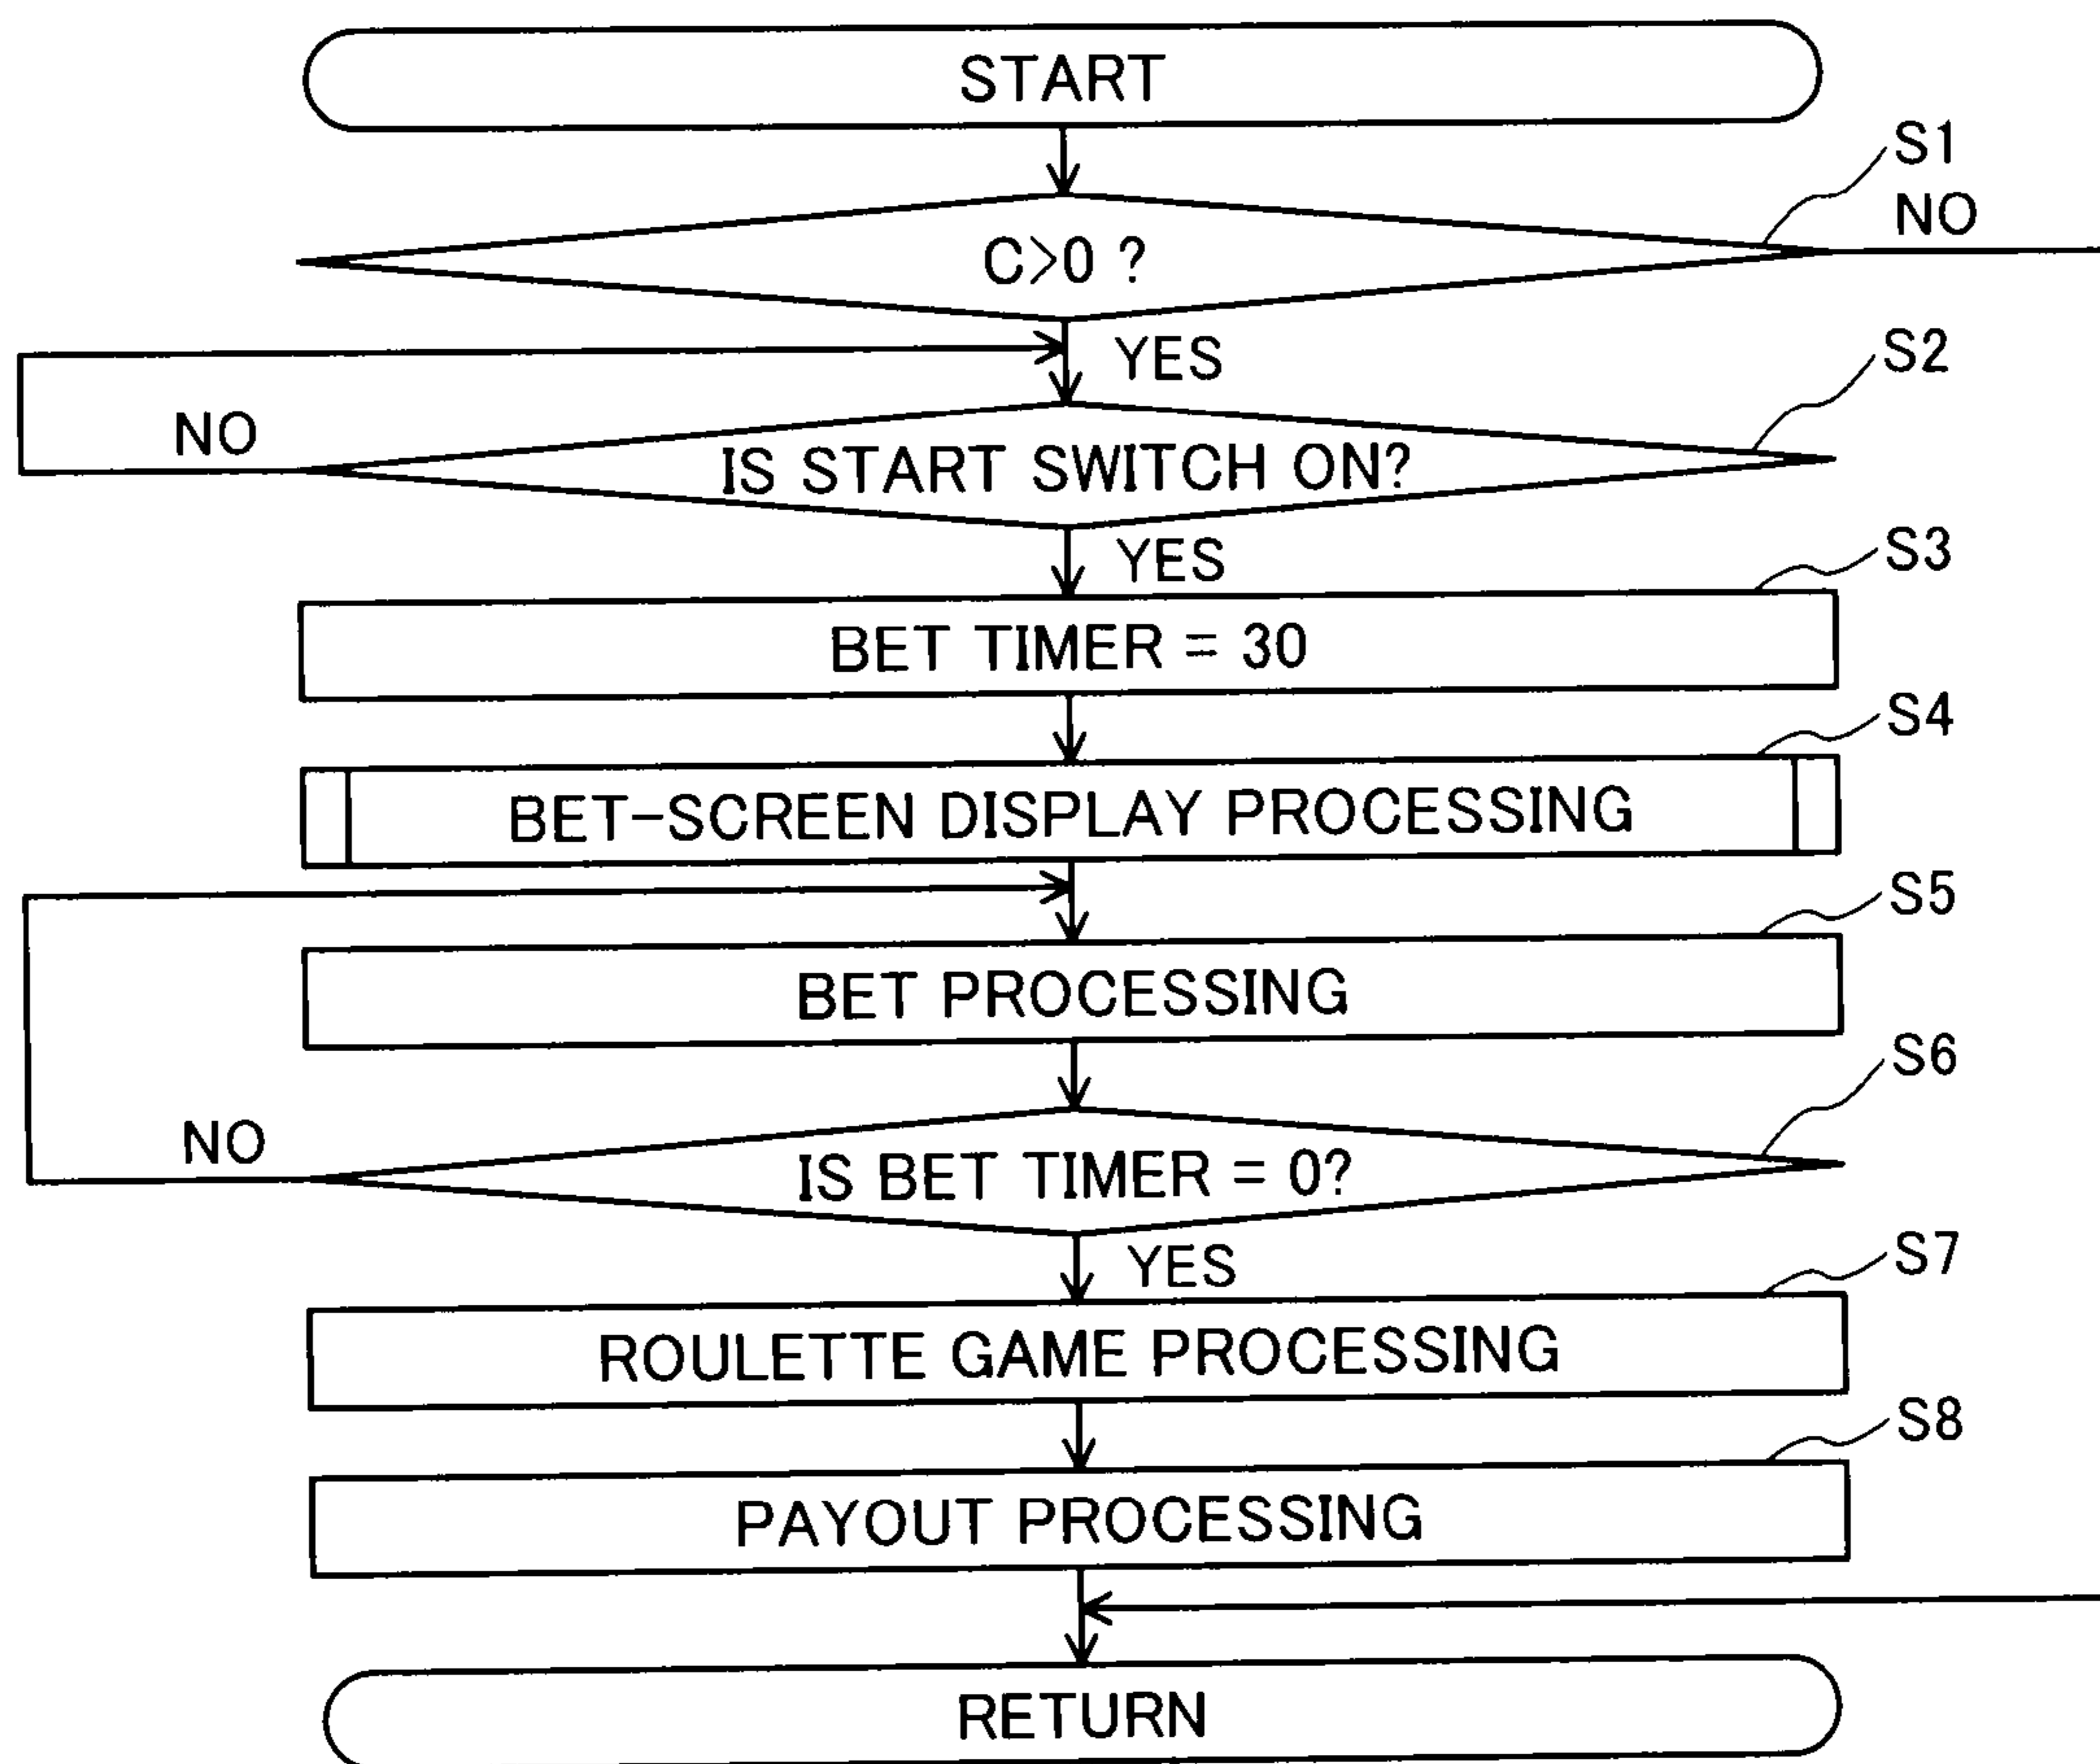 START
S1
NO
C>0 ?
YES
S2
NO
IS START SWITCH ON?
YES
S3
BET TIMER = 30
S4
BET-SCREEN DISPLAY PROCESSING
S5
BET PROCESSING
S6
NO
IS BET TIMER = 0?
YES
S7
ROULETTE GAME PROCESSING
S8
PAYOUT PROCESSING
RETURN